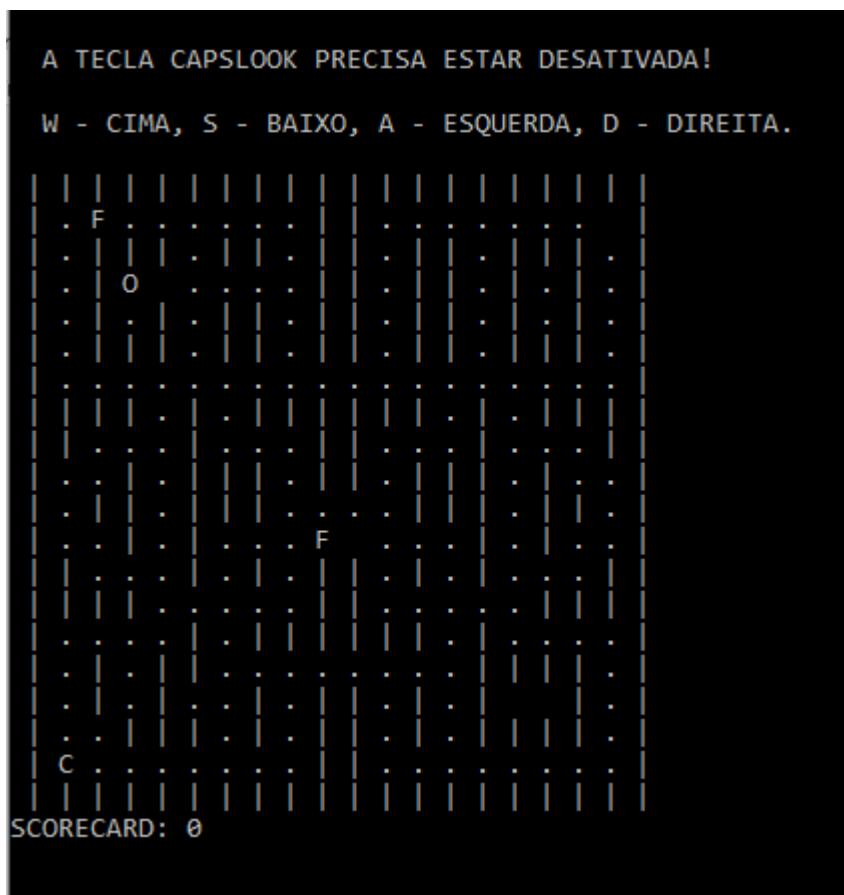 A TECLA CAPSLOOK PRECISA ESTAR DESATIVADA!
W - CIMA, S - BAIXO, A - ESQUERDA, D - DIREITA.
| | | | | | | | | | | | | | | | | | | |
| . F . . . . . . | | . . . . . . .   |
| . | | | . | | . | | . | | . | | | . |
| . | O   . . . . | | . | | . | . | . |
| . | . | . | | . | | . | | . | . | . |
| . | | | . | | . | | . | | . | | | . |
| . . . . . . . . . . . . . . . . . . |
| | | | . | . | | | | | | . | . | | | |
| | . . . | . . . | | . . . | . . . | |
| . . | . | | | . | | . | | | . | . . |
| . | | . | | | . . . . | | | . | | . |
| . . | . | . . . F   . . . | . | . . |
| | . . . | . | . | | . | . | . . . | |
| | | | . . . . . | | . . . . . | | | |
| . . . . | . | | | | | | . | . . . . |
| . | . | | . . . . . . . . | | | | . |
| . | . | . . | . | | . | . |     | . |
| . . | | | . | . | | . | . | | | | . |
| C . . . . . . . | | . . . . . . . . |
| | | | | | | | | | | | | | | | | | | |
SCORECARD: 0